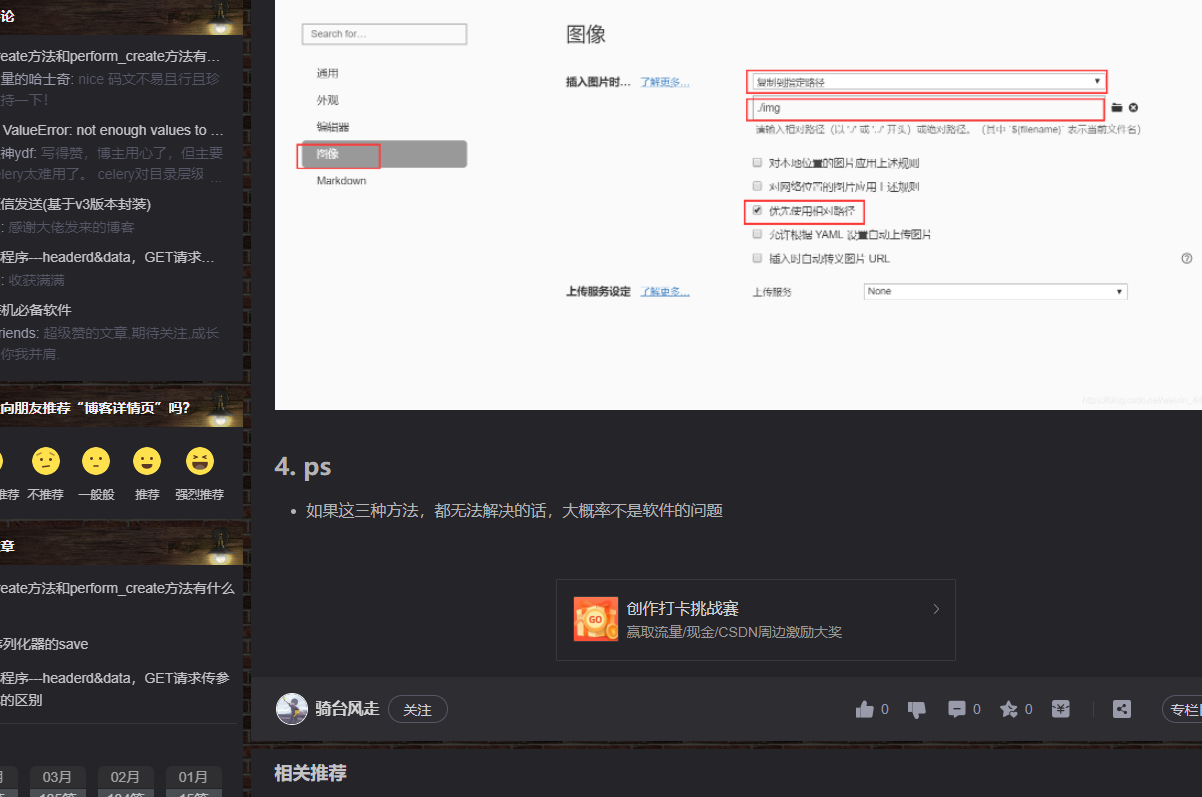 论
reate方法和perform_create方法有…
量的哈士奇: nice 码文不易且行且珍
持一下！
ValueError: not enough values to …
神ydf: 写得赞，博主用心了，但主要
elery太难用了。 celery对目录层级 …
信发送(基于v3版本封装)
: 感谢大佬发来的博客
程序---headerd&data，GET请求…
: 收获满满
机必备软件
riends: 超级赞的文章,期待关注,成长
你我并肩.
向朋友推荐“博客详情页”吗?
推荐 不推荐 一般般 推荐 强烈推荐
章
reate方法和perform_create方法有什么
序列化器的save
程序---headerd&data，GET请求传参
的区别
月 03月 02月 01月
Search for...
通用
外观
编辑器
图像
Markdown
图像
插入图片时... 了解更多...
复制到指定路径
./img
请输入相对路径（以 './' 或 '../' 开头）或绝对路径。（其中 `${filename}` 表示当前文件名）
对本地位置的图片应用上述规则
对网络位置的图片应用上述规则
优先使用相对路径
允许根据 YAML 设置自动上传图片
插入时自动转义图片 URL
上传服务设定 了解更多... 上传服务 None
4. ps
如果这三种方法，都无法解决的话，大概率不是软件的问题
GO
创作打卡挑战赛
赢取流量/现金/CSDN周边激励大奖
骑台风走 关注 0 0 0 专栏
相关推荐